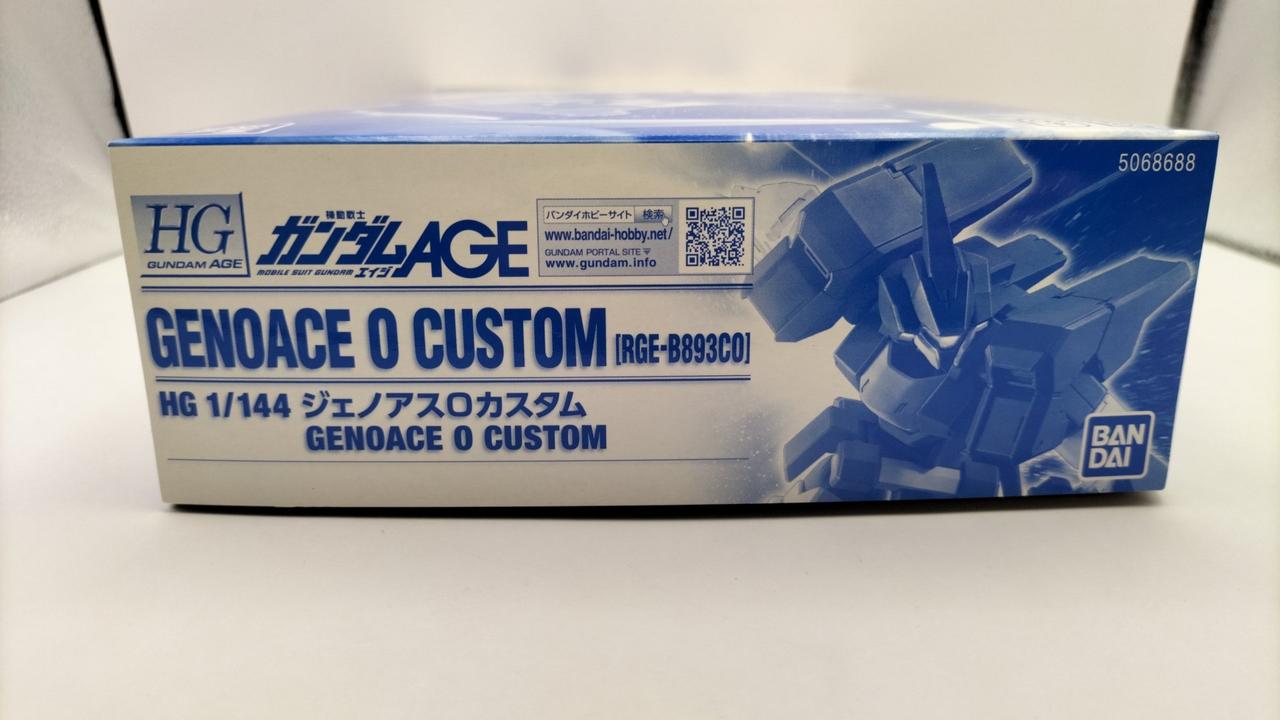 5068688
HG
GUNDAM AGE
機動戦士
ガンダムAGE
MOBILE SUIT GUNDAM エイジ
バンダイホビーサイト 検索
www.bandai-hobby.net/
GUNDAM PORTAL SITE
www.gundam.info
GENOACE O CUSTOM [RGE-B893CO]
HG 1/144 ジェノアスOカスタム
GENOACE O CUSTOM
BAN
DAI